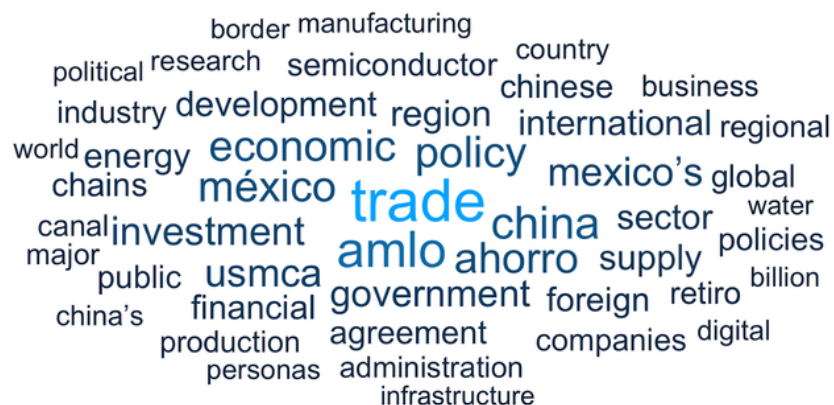 border manufacturing
political research semiconductor country
chinese business
industry development region international regional
world energy economic policy mexico's global
chains méxico trade water
canal investment china sector policies
major amlo ahorro supply
public usmca billion
china's financial government foreign retiro
production agreement companies digital
personas administration
infrastructure